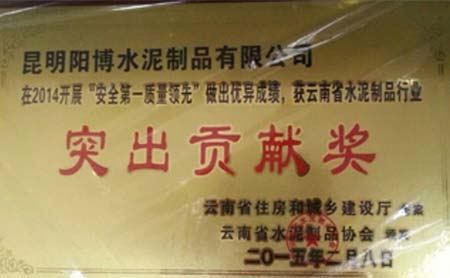 昆明阳博水泥制品有限公司
在2014开展“安全第一质量领先”做出优异成绩，获云南省水泥制品行业
突出贡献奖
云南省住房和城乡建设厅
云南省水泥制品协会
二〇一五年二月八日